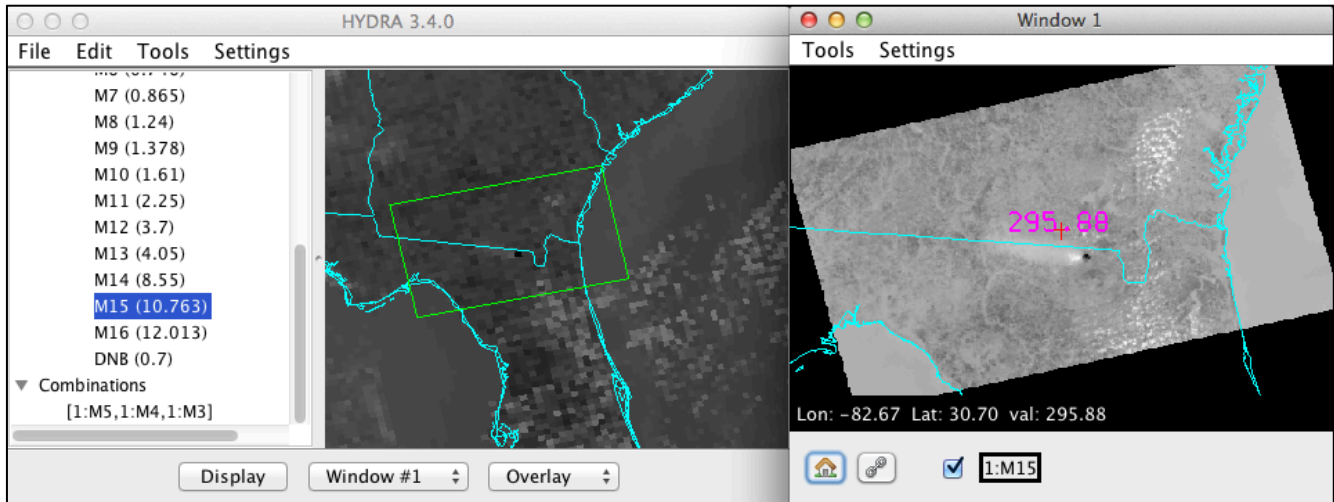 HYDRA 3.4.0
File Edit Tools Settings
M7 (0.865)
M8 (1.24)
M9 (1.378)
M10 (1.61)
M11 (2.25)
M12 (3.7)
M13 (4.05)
M14 (8.55)
M15 (10.763)
M16 (12.013)
DNB (0.7)
Combinations
[1:M5,1:M4,1:M3]
Display Window #1 Overlay
Window 1
Tools Settings
295.88
Lon: -82.67 Lat: 30.70 val: 295.88
1:M15